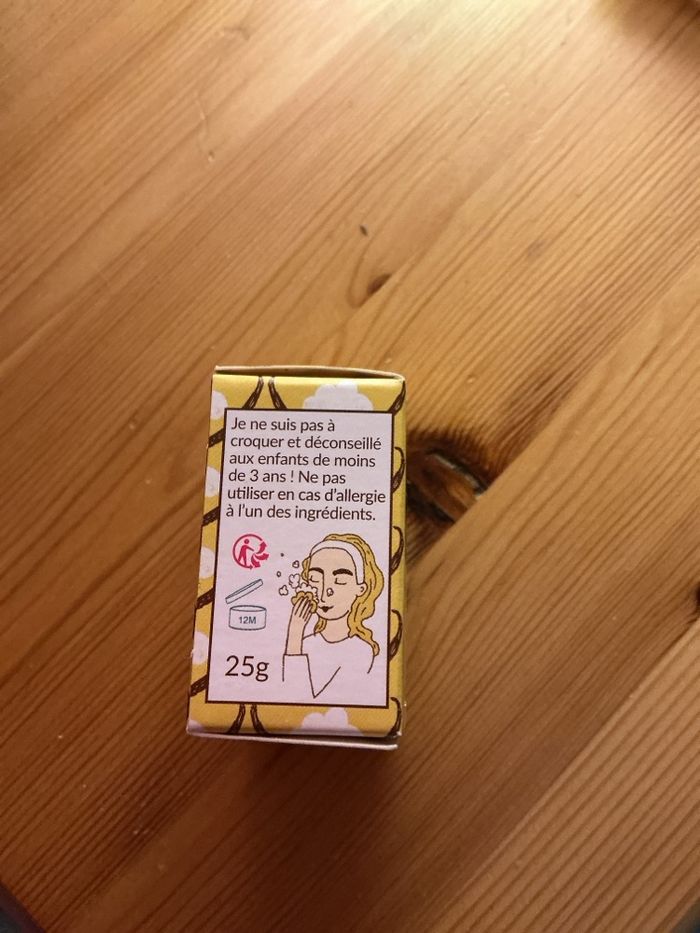 Je ne suis pas à
croquer et déconseillé
aux enfants de moins
de 3 ans ! Ne pas
utiliser en cas d'allergie
à l'un des ingrédients.
12M
25g